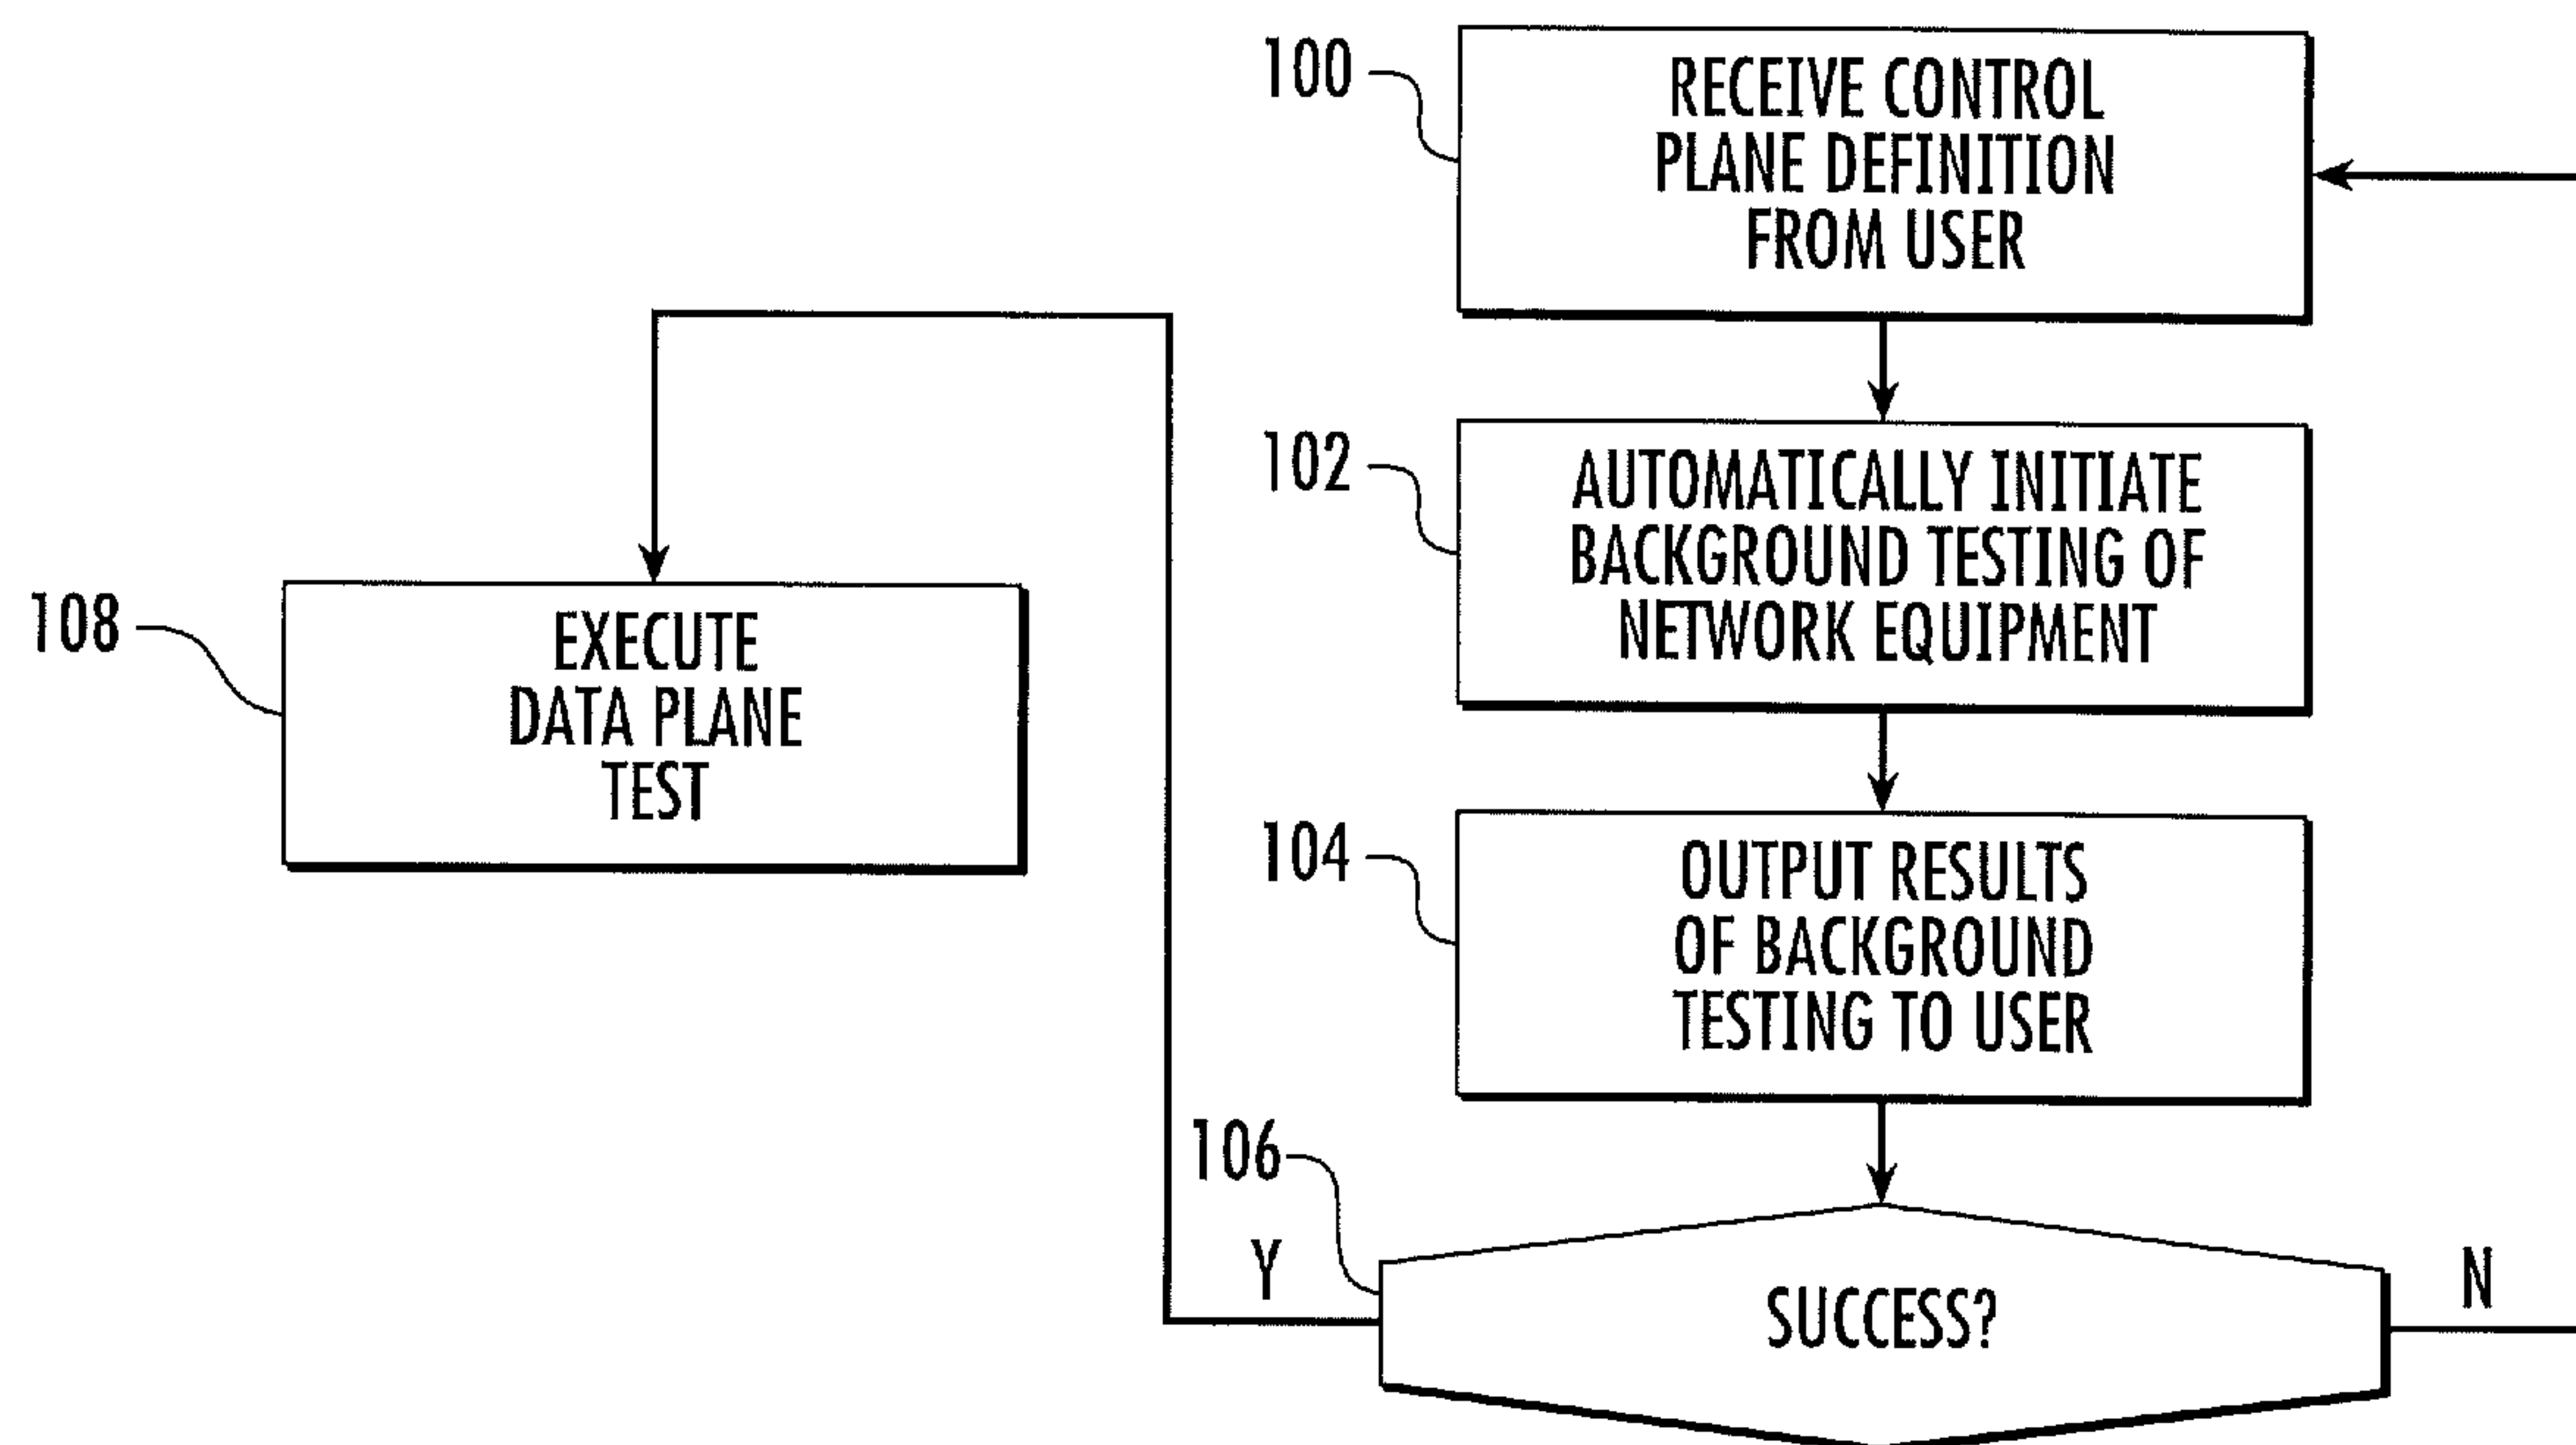 100
RECEIVE CONTROL
PLANE DEFINITION
FROM USER
102
AUTOMATICALLY INITIATE
BACKGROUND TESTING OF
NETWORK EQUIPMENT
108
EXECUTE
DATA PLANE
TEST
104
OUTPUT RESULTS
OF BACKGROUND
TESTING TO USER
106
Y
SUCCESS?
N